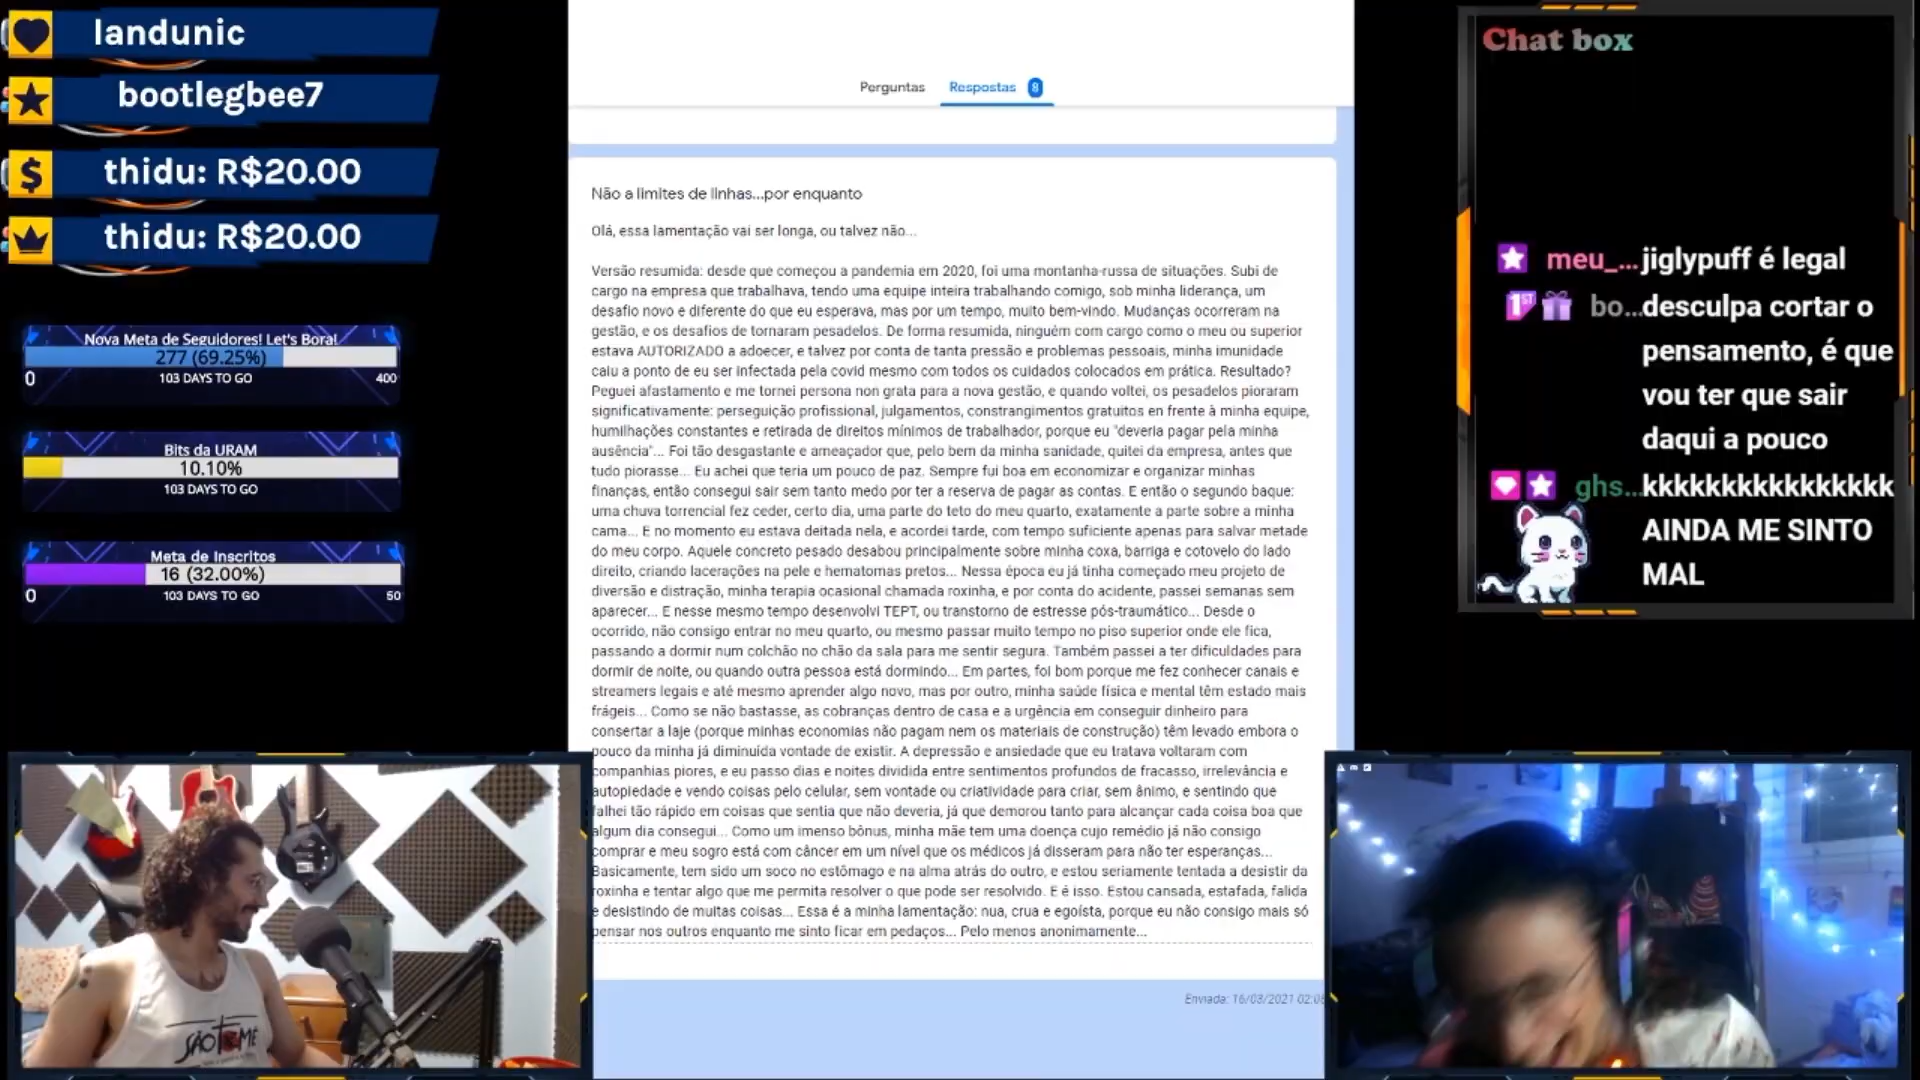 landunic
bootlegbee7
thidu: R$20.00
thidu: R$20.00
Nova Meta de Seguidores! Let's Bora!
277 (69.25%)
0
103 DAYS TO GO
400
Bits da URAM
10.10%
103 DAYS TO GO
Meta de Inscritos
16 (32.00%)
0
103 DAYS TO GO
50
Perguntas
Respostas
8
Não a limites de linhas...por enquanto
Olá, essa lamentação vai ser longa, ou talvez não...
Versão resumida: desde que começou a pandemia em 2020, foi uma montanha-russa de situações. Subi de
cargo na empresa que trabalhava, tendo uma equipe inteira trabalhando comigo, sob minha liderança, um
desafio novo e diferente do que eu esperava, mas por um tempo, muito bem-vindo. Mudanças ocorreram na
gestão, e os desafios de tornaram pesadelos. De forma resumida, ninguém com cargo como o meu ou superior
estava AUTORIZADO a adoecer, e talvez por conta de tanta pressão e problemas pessoais, minha imunidade
caiu a ponto de eu ser infectada pela covid mesmo com todos os cuidados colocados em prática. Resultado?
Peguei afastamento e me tornei persona non grata para a nova gestão, e quando voltei, os pesadelos pioraram
significativamente: perseguição profissional, julgamentos, constrangimentos gratuitos en frente à minha equipe,
humilhações constantes e retirada de direitos mínimos de trabalhador, porque eu "deveria pagar pela minha
ausência"... Foi tão desgastante e ameaçador que, pelo bem da minha sanidade, quitei da empresa, antes que
tudo piorasse... Eu achei que teria um pouco de paz. Sempre fui boa em economizar e organizar minhas
finanças, então consegui sair sem tanto medo por ter a reserva de pagar as contas. E então o segundo baque:
uma chuva torrencial fez ceder, certo dia, uma parte do teto do meu quarto, exatamente a parte sobre a minha
cama... E no momento eu estava deitada nela, e acordei tarde, com tempo suficiente apenas para salvar metade
do meu corpo. Aquele concreto pesado desabou principalmente sobre minha coxa, barriga e cotovelo do lado
direito, criando lacerações na pele e hematomas pretos... Nessa época eu já tinha começado meu projeto de
diversão e distração, minha terapia ocasional chamada roxinha, e por conta do acidente, passei semanas sem
aparecer... E nesse mesmo tempo desenvolvi TEPT, ou transtorno de estresse pós-traumático... Desde o
ocorrido, não consigo entrar no meu quarto, ou mesmo passar muito tempo no piso superior onde ele fica,
passando a dormir num colchão no chão da sala para me sentir segura. Também passei a ter dificuldades para
dormir de noite, ou quando outra pessoa está dormindo... Em partes, foi bom porque me fez conhecer canais e
streamers legais e até mesmo aprender algo novo, mas por outro, minha saúde física e mental têm estado mais
frágeis... Como se não bastasse, as cobranças dentro de casa e a urgência em conseguir dinheiro para
consertar a laje (porque minhas economias não pagam nem os materiais de construção) têm levado embora o
pouco da minha já diminuída vontade de existir. A depressão e ansiedade que eu tratava voltaram com
companhias piores, e eu passo dias e noites dividida entre sentimentos profundos de fracasso, irrelevância e
autopiedade e vendo coisas pelo celular, sem vontade ou criatividade para criar, sem ânimo, e sentindo que
falhei tão rápido em coisas que sentia que não deveria, já que demorou tanto para alcançar cada coisa boa que
algum dia consegui... Como um imenso bônus, minha mãe tem uma doença cujo remédio já não consigo
comprar e meu sogro está com câncer em um nível que os médicos já disseram para não ter esperanças...
Basicamente, tem sido um soco no estômago e na alma atrás do outro, e estou seriamente tentada a desistir da
roxinha e tentar algo que me permita resolver o que pode ser resolvido. E é isso. Estou cansada, estafada, falida
e desistindo de muitas coisas... Essa é a minha lamentação: nua, crua e egoísta, porque eu não consigo mais só
pensar nos outros enquanto me sinto ficar em pedaços... Pelo menos anonimamente...
Enviada: 16/03/2021 02:08
Chat box
meu_... jiglypuff é legal
1ST bo... desculpa cortar o
pensamento, é que
vou ter que sair
daqui a pouco
ghs... kkkkkkkkkkkkkkkk
AINDA ME SINTO
MAL
SÃO TOMÉ